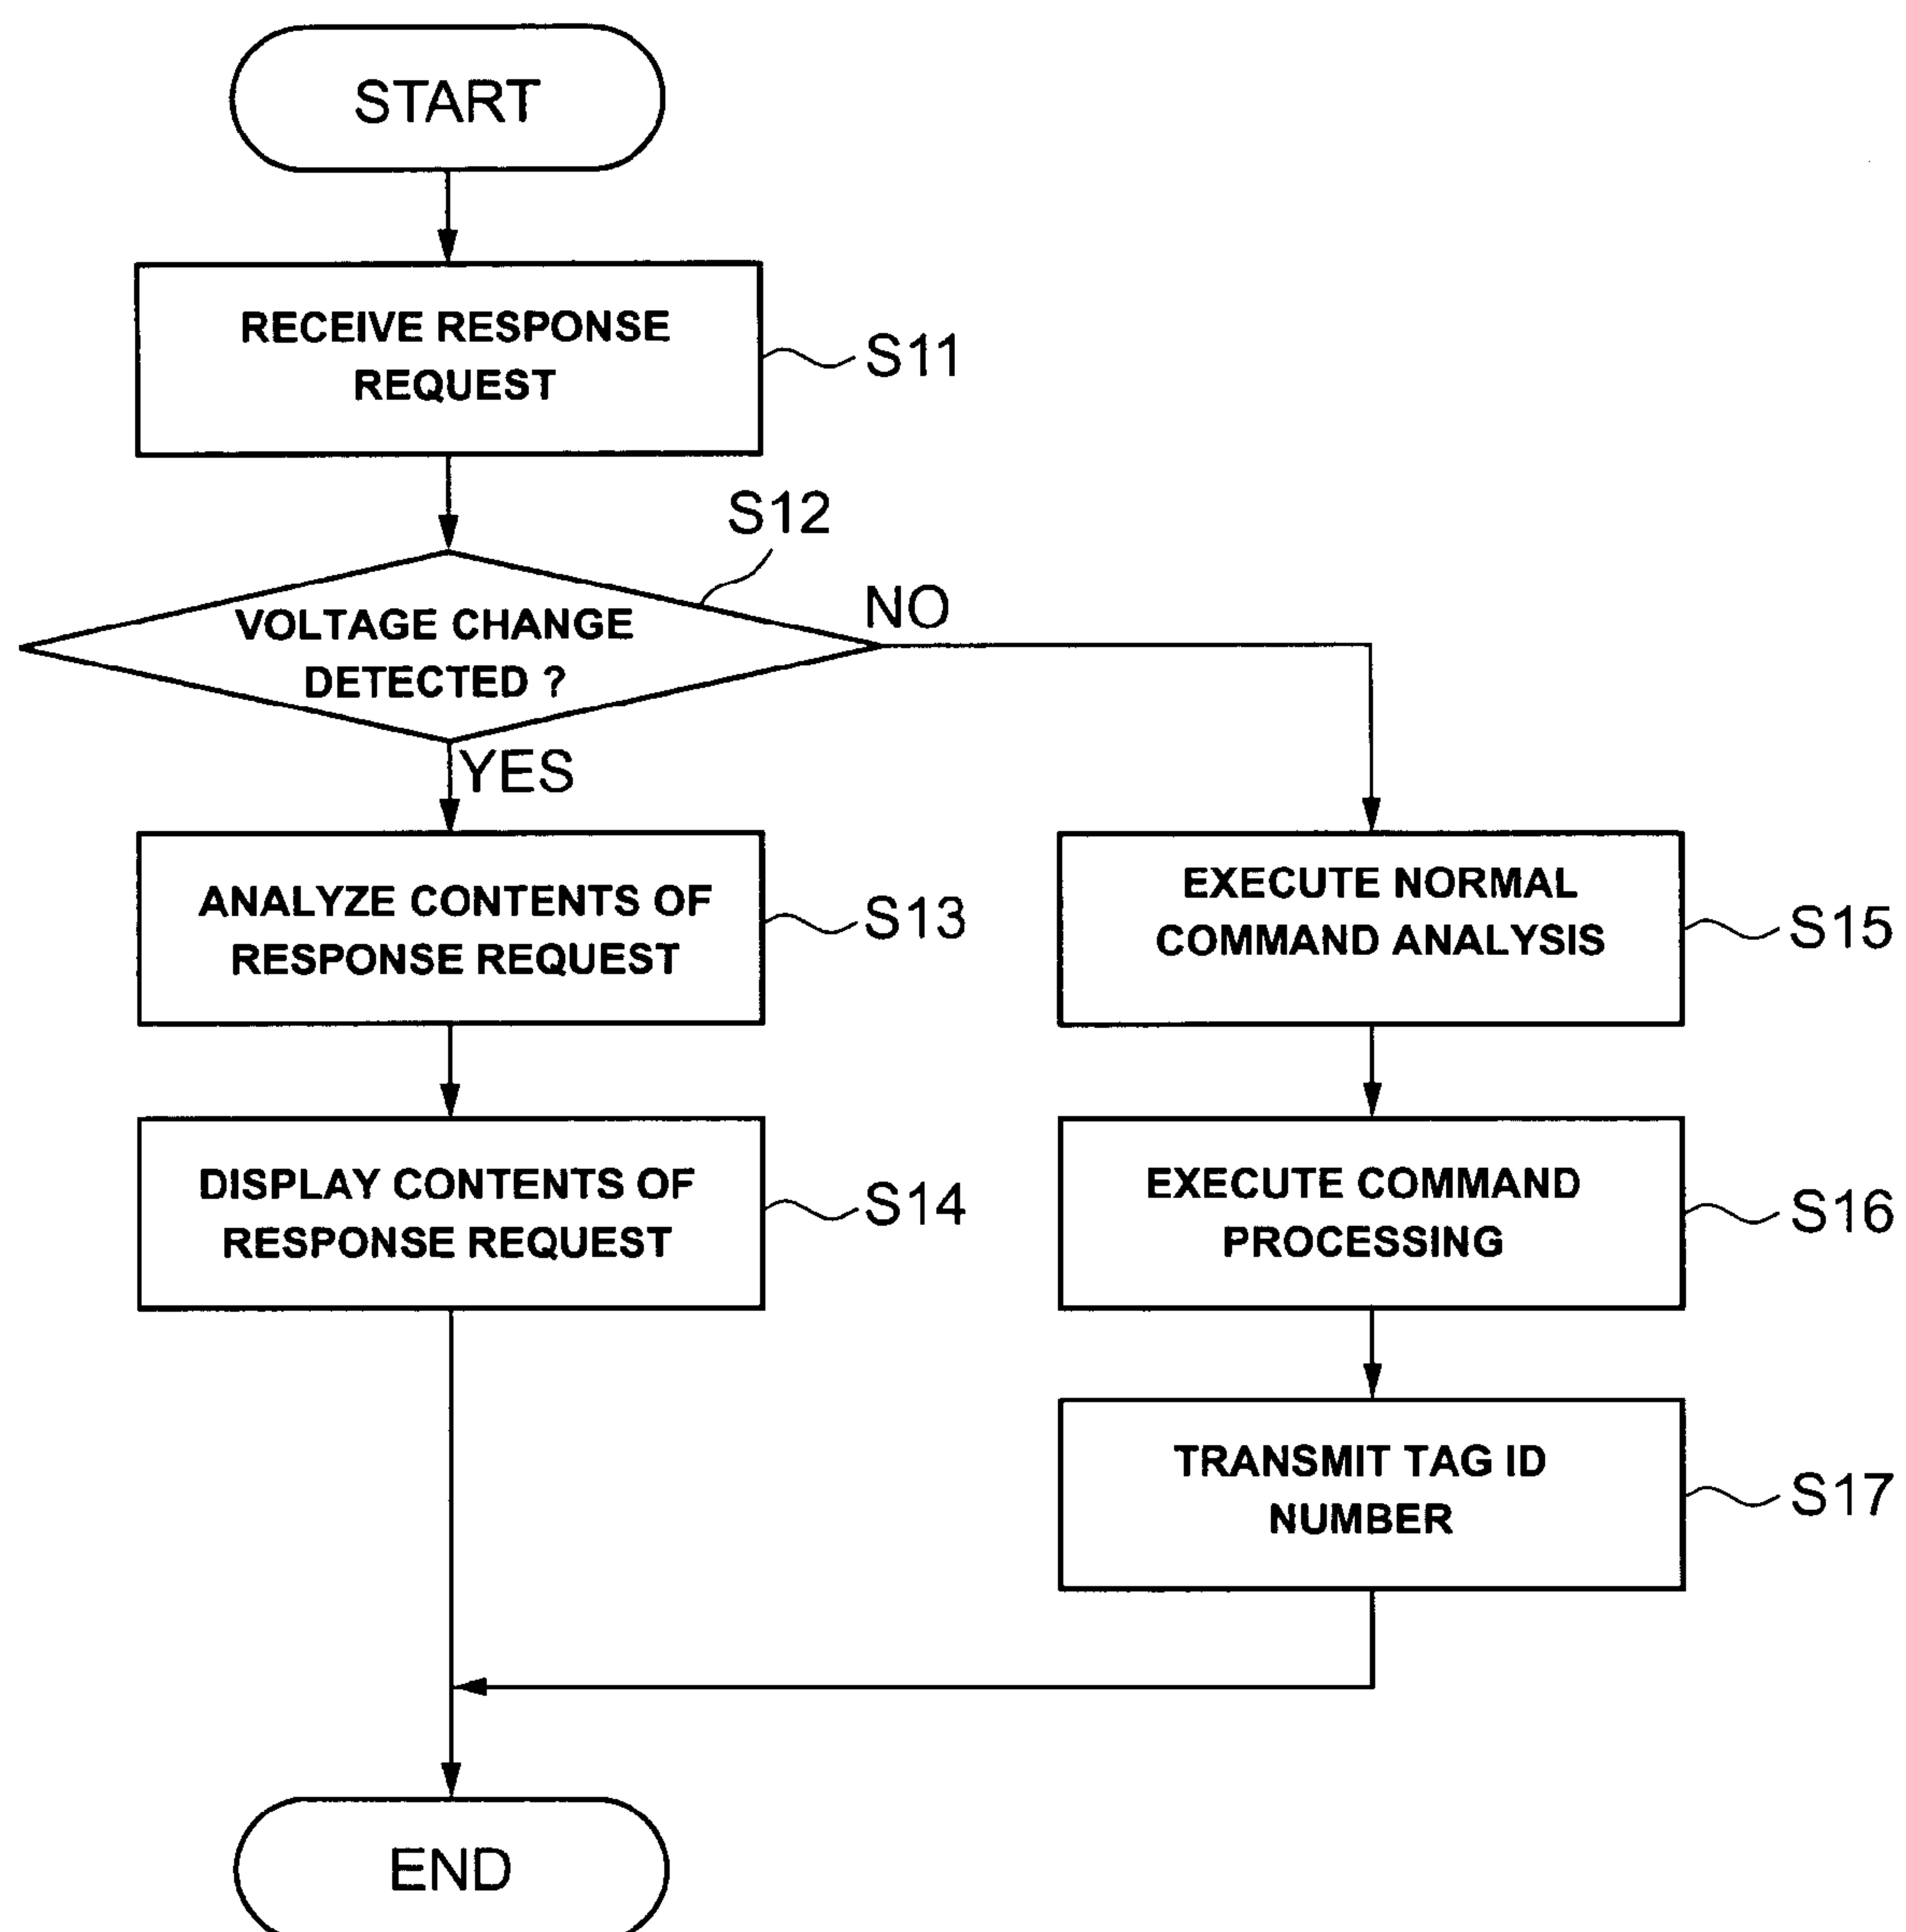 START
RECEIVE RESPONSE
REQUEST
S11
S12
VOLTAGE CHANGE
DETECTED ?
NO
YES
ANALYZE CONTENTS OF
RESPONSE REQUEST
S13
EXECUTE NORMAL
COMMAND ANALYSIS
S15
DISPLAY CONTENTS OF
RESPONSE REQUEST
S14
EXECUTE COMMAND
PROCESSING
S16
TRANSMIT TAG ID
NUMBER
S17
END